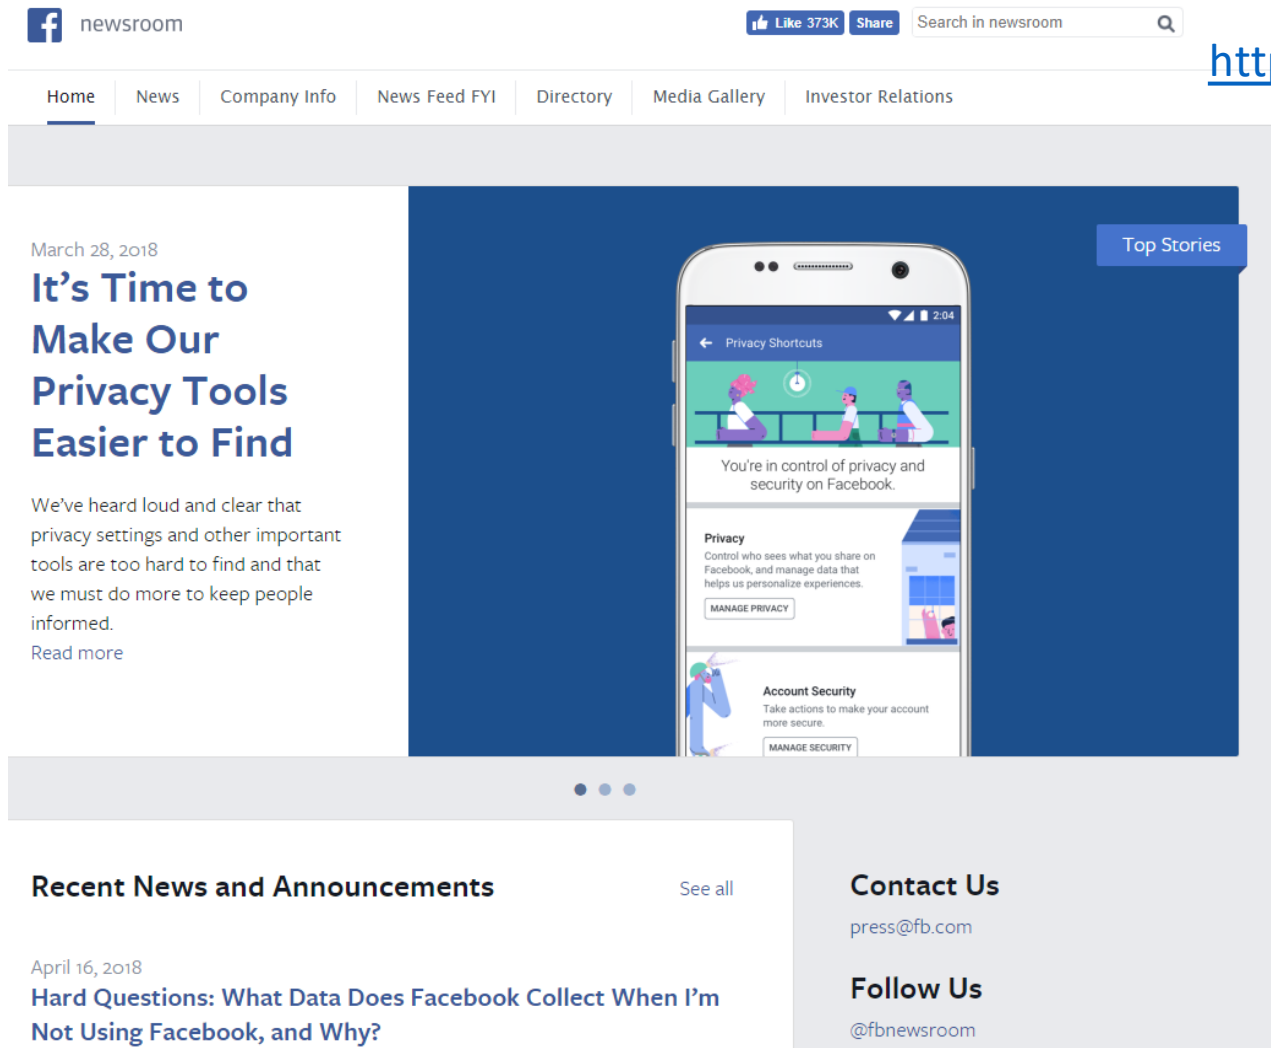 f newsroom
Like 373K Share Search in newsroom
Home News Company Info News Feed FYI Directory Media Gallery Investor Relations
March 28, 2018
It's Time to
Make Our
Privacy Tools
Easier to Find
We've heard loud and clear that
privacy settings and other important
tools are too hard to find and that
we must do more to keep people
informed.
Read more
Top Stories
2:04
Privacy Shortcuts
You're in control of privacy and
security on Facebook.
Privacy
Control who sees what you share on
Facebook, and manage data that
helps us personalize experiences.
MANAGE PRIVACY
Account Security
Take actions to make your account
more secure.
MANAGE SECURITY
Recent News and Announcements See all
April 16, 2018
Hard Questions: What Data Does Facebook Collect When I'm
Not Using Facebook, and Why?
Contact Us
press@fb.com
Follow Us
@fbnewsroom